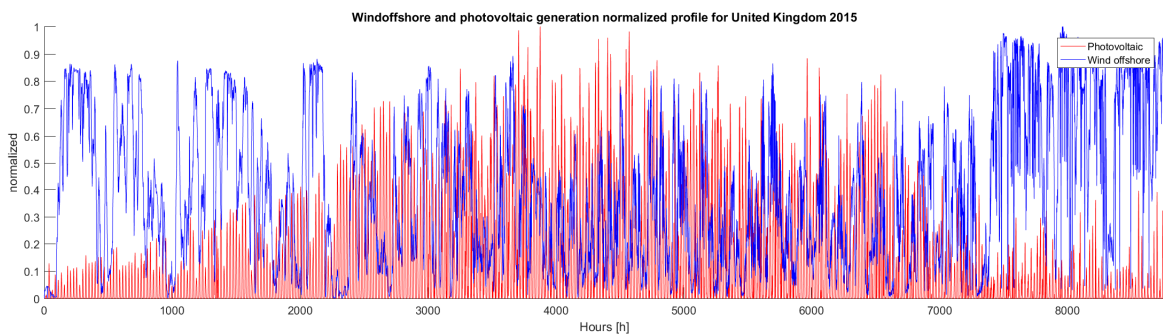 Windoffshore and photovoltaic generation normalized profile for United Kingdom 2015
1
0.9
0.8
0.7
0.6
0.5
0.4
0.3
0.2
0.1
0
normalized
Photovoltaic
Wind offshore
0 1000 2000 3000 4000 5000 6000 7000 8000
Hours [h]